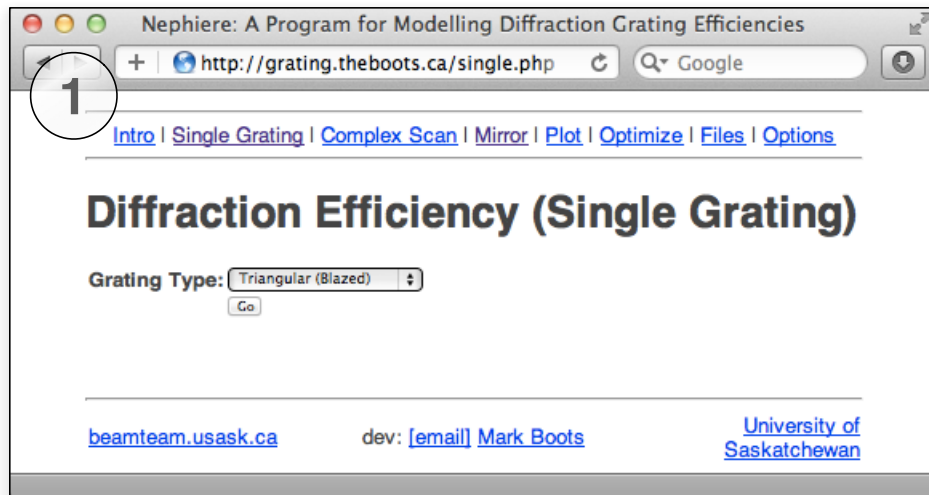 Nephiere: A Program for Modelling Diffraction Grating Efficiencies
http://grating.theboots.ca/single.php
Google
1
Intro | Single Grating | Complex Scan | Mirror | Plot | Optimize | Files | Options
Diffraction Efficiency (Single Grating)
Grating Type: Triangular (Blazed)
Go
beamteam.usask.ca dev: [email] Mark Boots University of
Saskatchewan